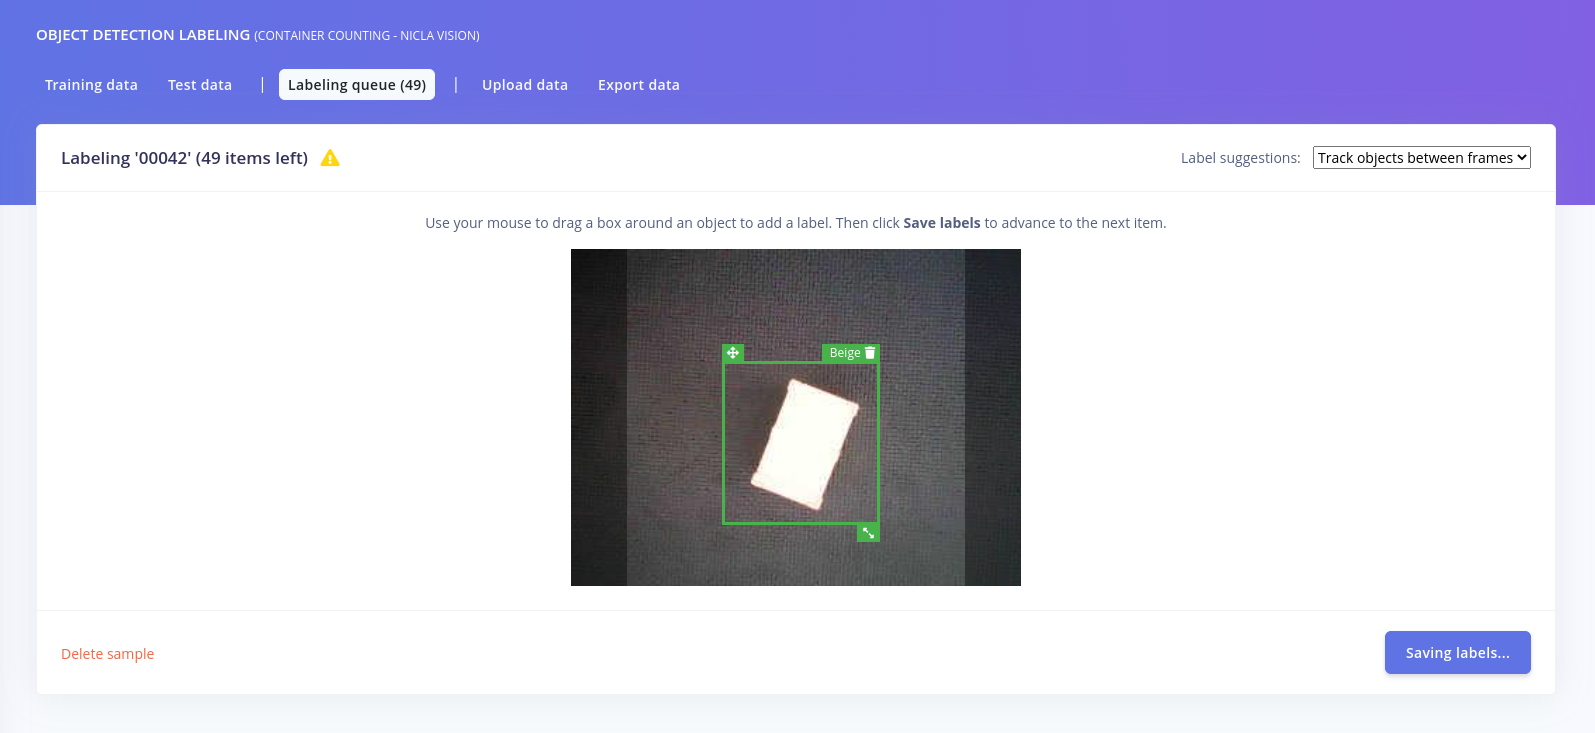 OBJECT DETECTION LABELING (CONTAINER COUNTING - NICLA VISION)
Training data Test data | Labeling queue (49) | Upload data Export data
Labeling '00042' (49 items left) Label suggestions: Track objects between frames
Use your mouse to drag a box around an object to add a label. Then click Save labels to advance to the next item.
Beige
Delete sample Saving labels...